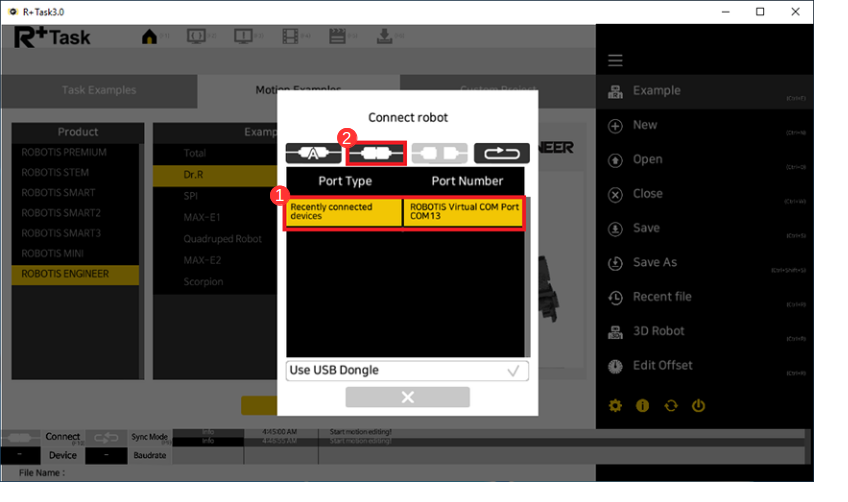 R+Task3.0
R+Task
Task Examples
Motion Examples
Custom Project
Product
ROBOTIS PREMIUM
ROBOTIS STEM
ROBOTIS SMART
ROBOTIS SMART2
ROBOTIS SMART3
ROBOTIS MINI
ROBOTIS ENGINEER
Examp
Total
Dr.R
SPI
MAX-E1
Quadruped Robot
MAX-E2
Scorpion
NEER
Connect robot
A
2
Port Type
Port Number
1
Recently connected
devices
ROBOTIS Virtual COM Port
COM13
Use USB Dongle
Example
New
Open
Close
Save
Save As
(Ctrl+Shift+S)
Recent file
3D Robot
Edit Offset
Connect
Sync Mode
Info 4:45:00 AM Start motion editing!
Info 4:46:55 AM Start motion editing!
- Device - Baudrate
File Name :